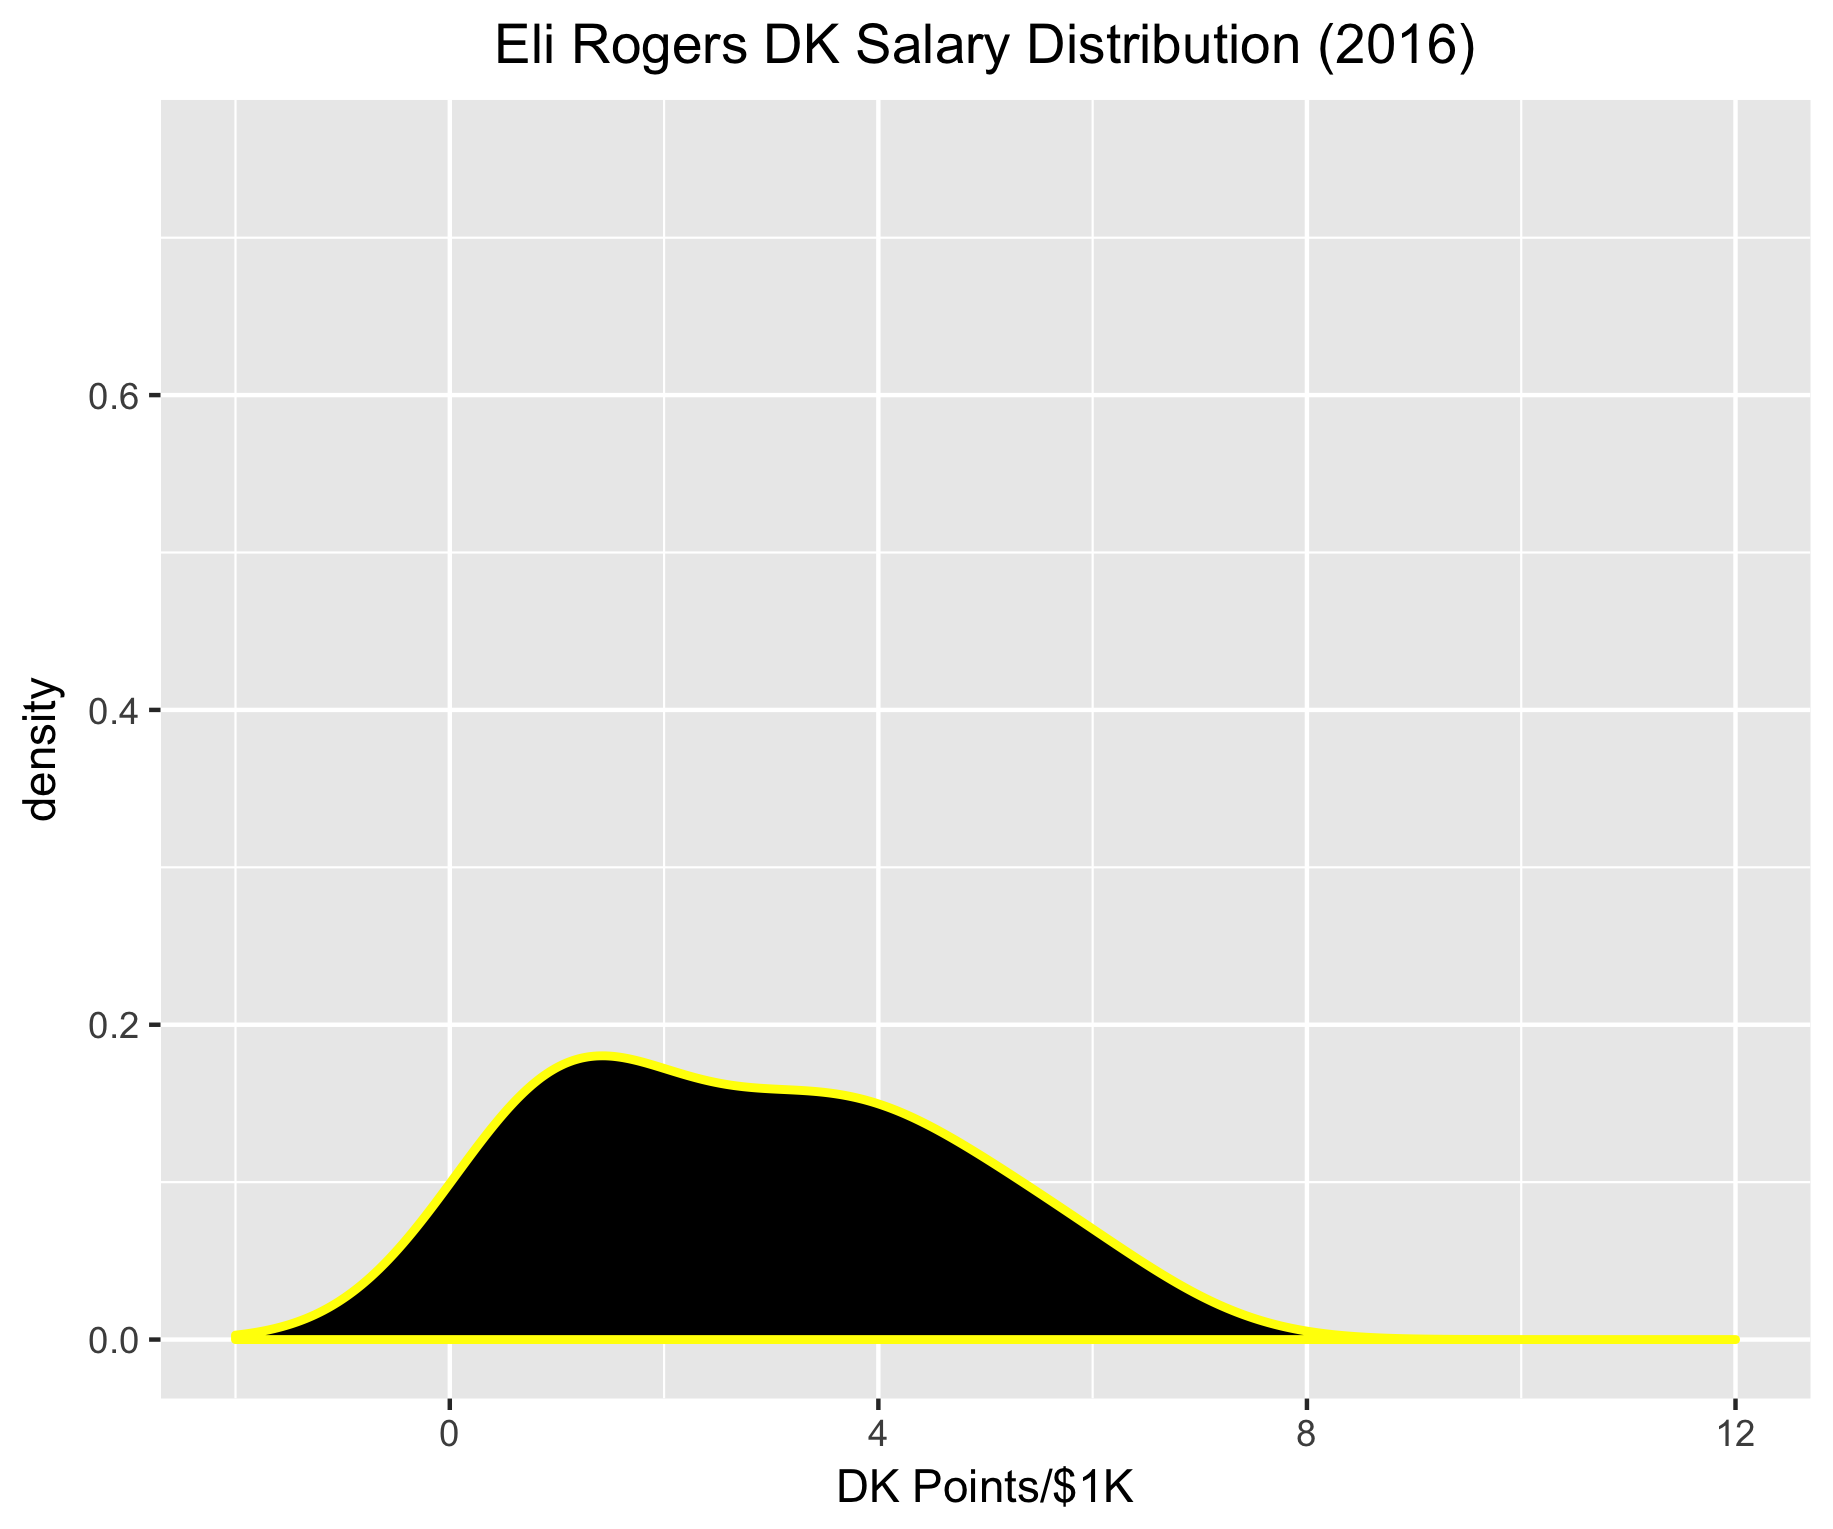 Eli Rogers DK Salary Distribution (2016)
density
0.6
0.4
0.2
0.0
0 4 8 12
DK Points/$1K